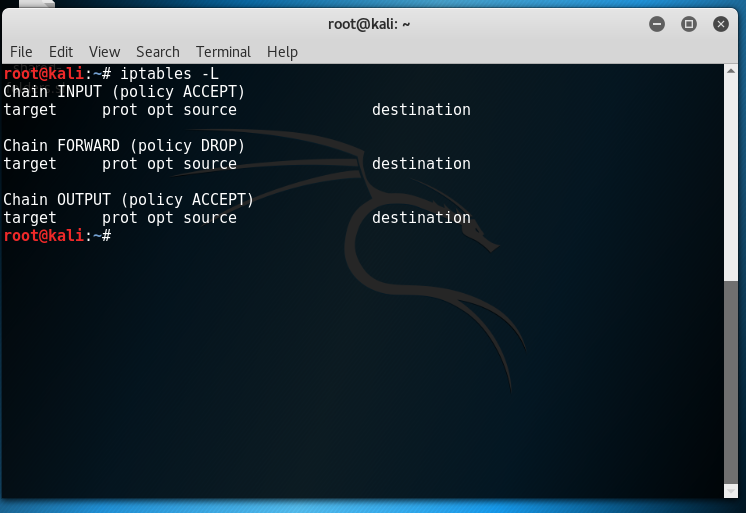 root@kali: ~
File Edit View Search Terminal Help
root@kali:~# iptables -L
Chain INPUT (policy ACCEPT)
target     prot opt source               destination

Chain FORWARD (policy DROP)
target     prot opt source               destination

Chain OUTPUT (policy ACCEPT)
target     prot opt source               destination
root@kali:~#